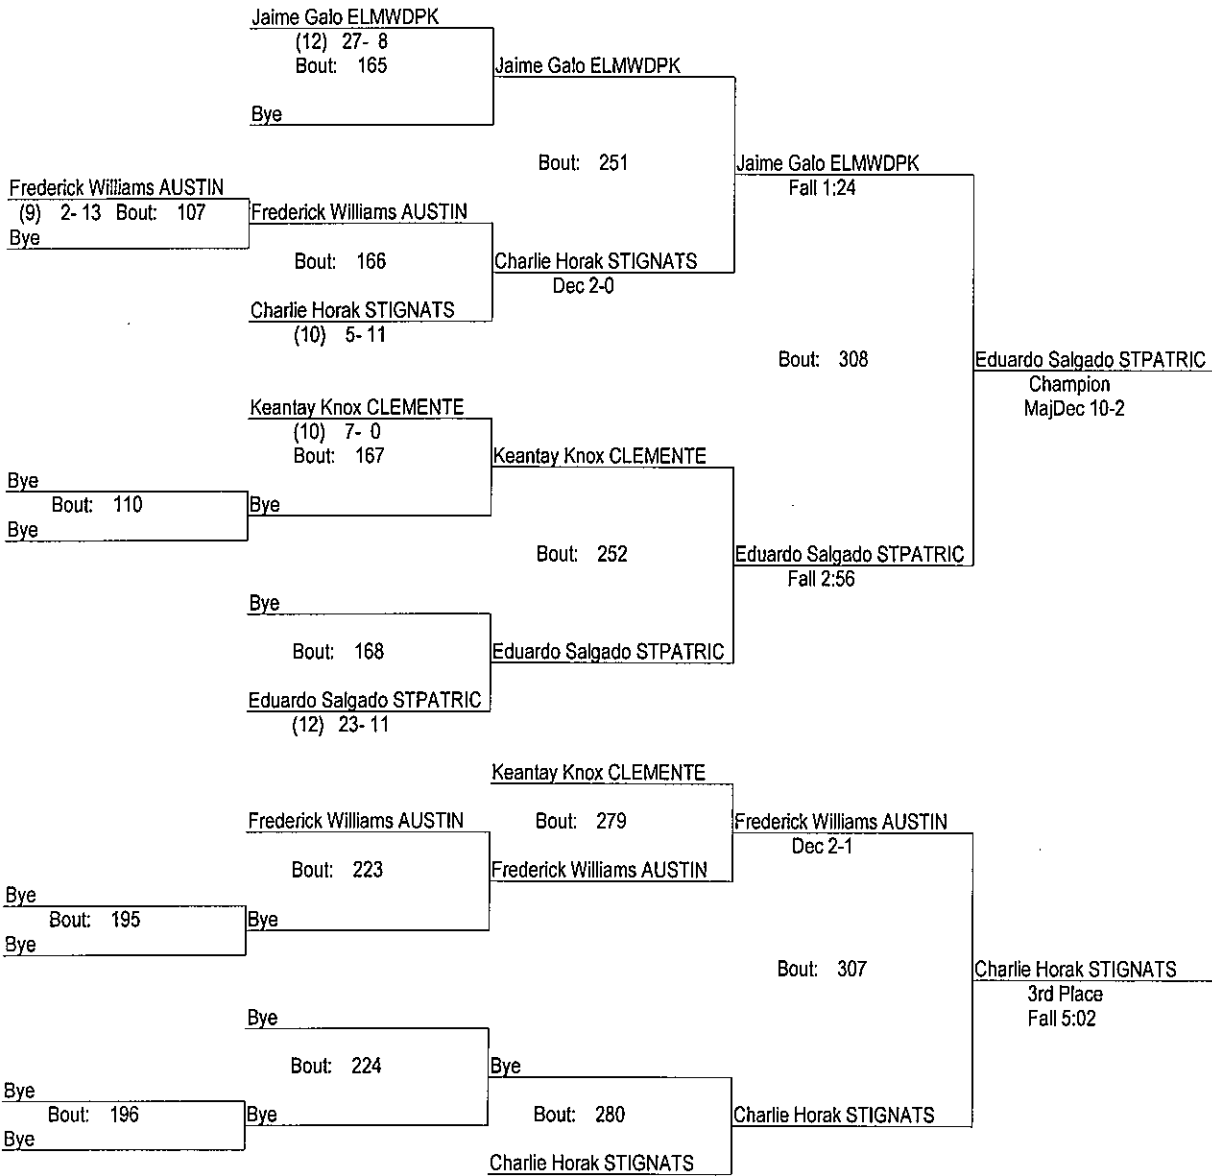 Jaime Galo ELMWDPK
(12) 27- 8
Bout: 165
Jaime Galo ELMWDPK
Bye
Bout: 251
Jaime Galo ELMWDPK
Fall 1:24
Frederick Williams AUSTIN
(9) 2- 13 Bout: 107
Bye
Frederick Williams AUSTIN
Bout: 166
Charlie Horak STIGNATS
Dec 2-0
Charlie Horak STIGNATS
(10) 5- 11
Bout: 308
Eduardo Salgado STPATRIC
Champion
MajDec 10-2
Keantay Knox CLEMENTE
(10) 7- 0
Bout: 167
Keantay Knox CLEMENTE
Bye
Bout: 110
Bye
Bye
Bout: 252
Eduardo Salgado STPATRIC
Fall 2:56
Bye
Bout: 168
Eduardo Salgado STPATRIC
Eduardo Salgado STPATRIC
(12) 23- 11
Keantay Knox CLEMENTE
Frederick Williams AUSTIN
Bout: 279
Frederick Williams AUSTIN
Dec 2-1
Bout: 223
Frederick Williams AUSTIN
Bye
Bout: 195
Bye
Bye
Bout: 307
Charlie Horak STIGNATS
3rd Place
Fall 5:02
Bye
Bout: 224
Bye
Bye
Bout: 196
Bye
Bye
Bout: 280
Charlie Horak STIGNATS
Charlie Horak STIGNATS